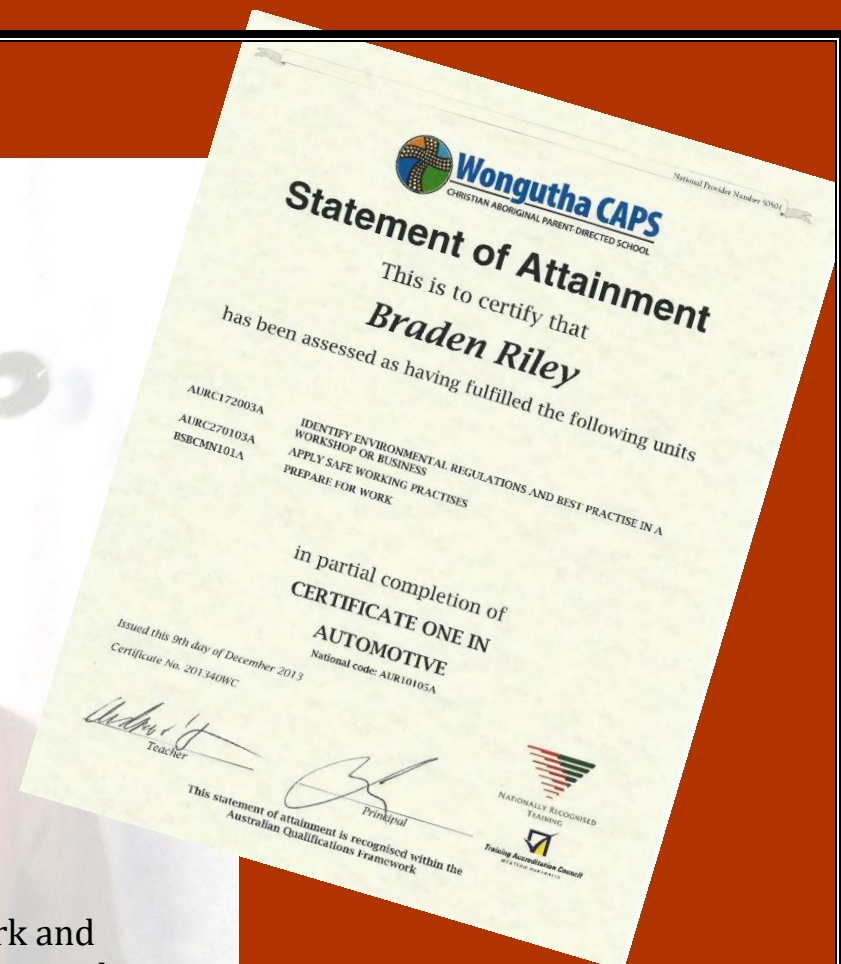 National Provider Number
Wongutha CAPS
CHRISTIAN ABORIGINAL PARENT-DIRECTED SCHOOL
Statement of Attainment
This is to certify that
Braden Riley
has been assessed as having fulfilled the following units
AURC172003A IDENTIFY ENVIRONMENTAL REGULATIONS AND BEST PRACTISE IN A
WORKSHOP OR BUSINESS
AURC270103A APPLY SAFE WORKING PRACTISES
BSBCMN101A PREPARE FOR WORK
in partial completion of
CERTIFICATE ONE IN
AUTOMOTIVE
National code: AUR10105A
Issued this 9th day of December 2013
Certificate No. 201340WC
Teacher
Principal
NATIONALLY RECOGNISED
TRAINING
Training Accreditation Council
WESTERN AUSTRALIA
This statement of attainment is recognised within the
Australian Qualifications Framework
rk and